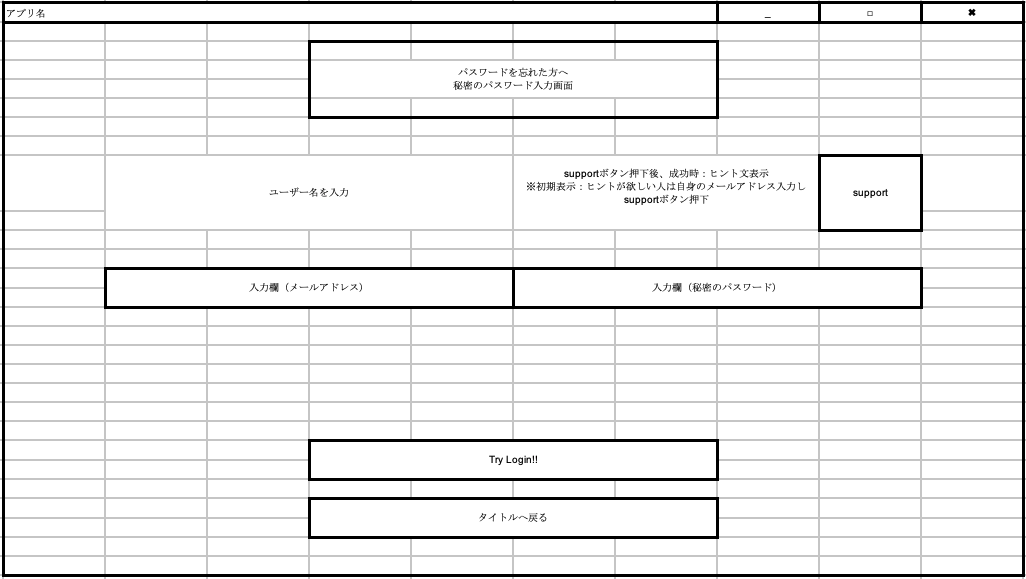 アプリ名
_
□
✖
パスワードを忘れた方へ
秘密のパスワード入力画面
ユーザー名を入力
supportボタン押下後、成功時：ヒント文表示
※初期表示：ヒントが欲しい人は自身のメールアドレス入力し
supportボタン押下
support
入力欄（メールアドレス）
入力欄（秘密のパスワード）
Try Login!!
タイトルへ戻る